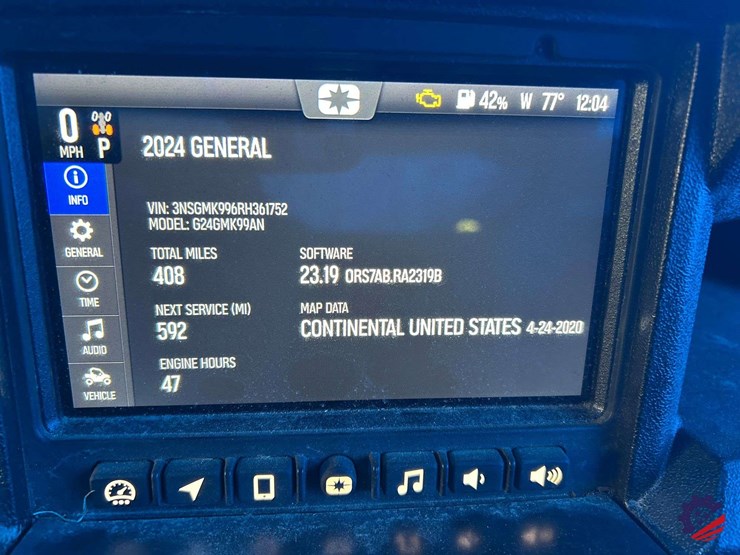 42% W 77° 12:04
0
MPH P
2024 GENERAL
INFO
VIN: 3NSGMK996RH361752
MODEL: G24GMK99AN
GENERAL
TOTAL MILES
408
SOFTWARE
23.19 ORS7AB.RA2319B
TIME
NEXT SERVICE (MI)
592
MAP DATA
CONTINENTAL UNITED STATES 4-24-2020
AUDIO
ENGINE HOURS
47
VEHICLE